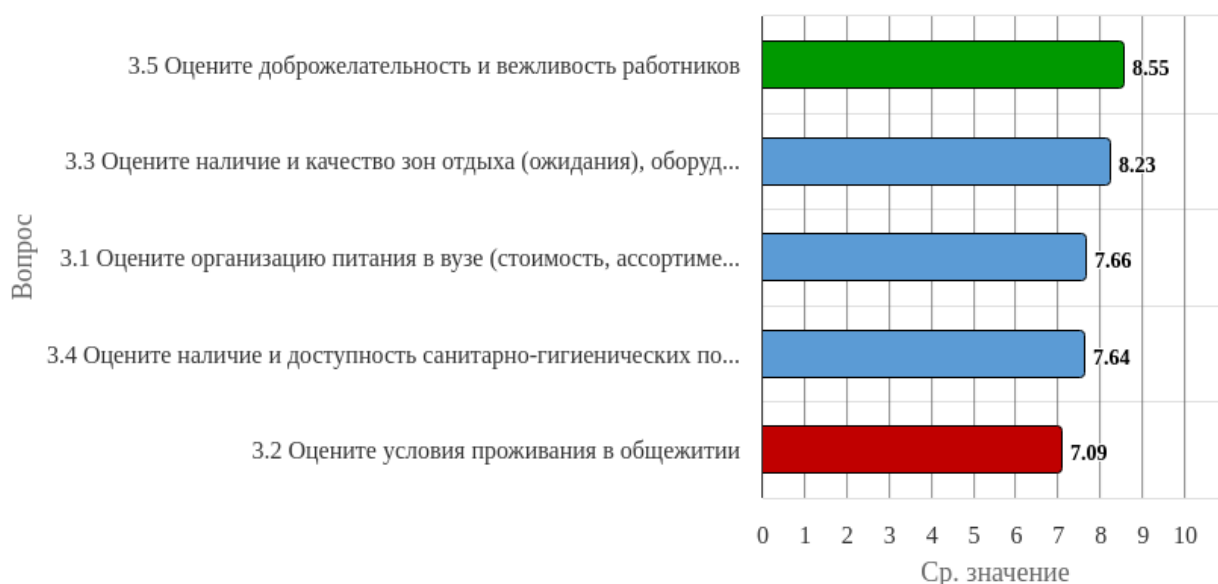 3.5 Оцените доброжелательность и вежливость работников
8.55
3.3 Оцените наличие и качество зон отдыха (ожидания), оборуд...
8.23
3.1 Оцените организацию питания в вузе (стоимость, ассортиме...
7.66
3.4 Оцените наличие и доступность санитарно-гигиенических по...
7.64
3.2 Оцените условия проживания в общежитии
7.09
Вопрос
0 1 2 3 4 5 6 7 8 9 10
Ср. значение